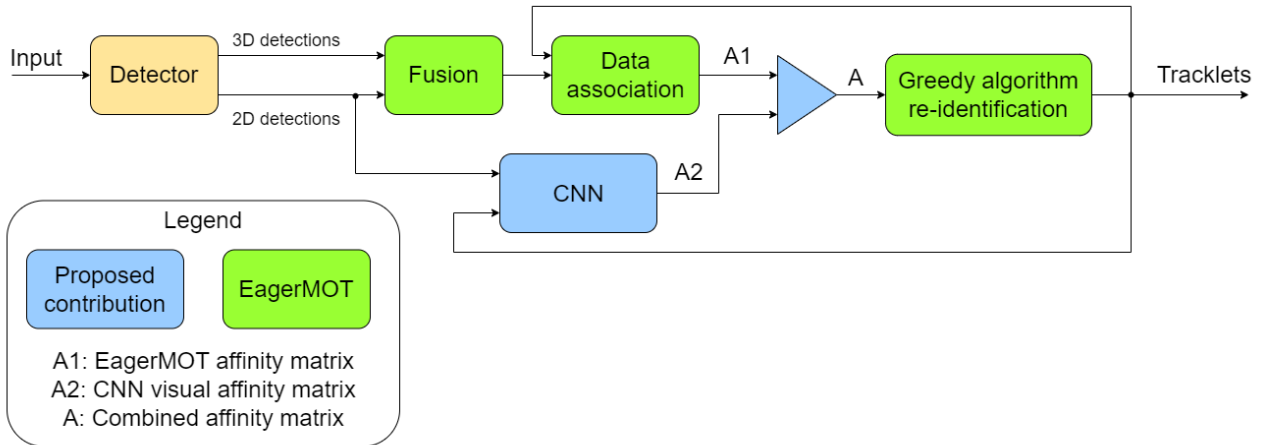 Input
Detector
3D detections
2D detections
Fusion
Data
association
A1
A
Greedy algorithm
re-identification
Tracklets
CNN
A2
Legend
Proposed
contribution
EagerMOT
A1: EagerMOT affinity matrix
A2: CNN visual affinity matrix
A: Combined affinity matrix